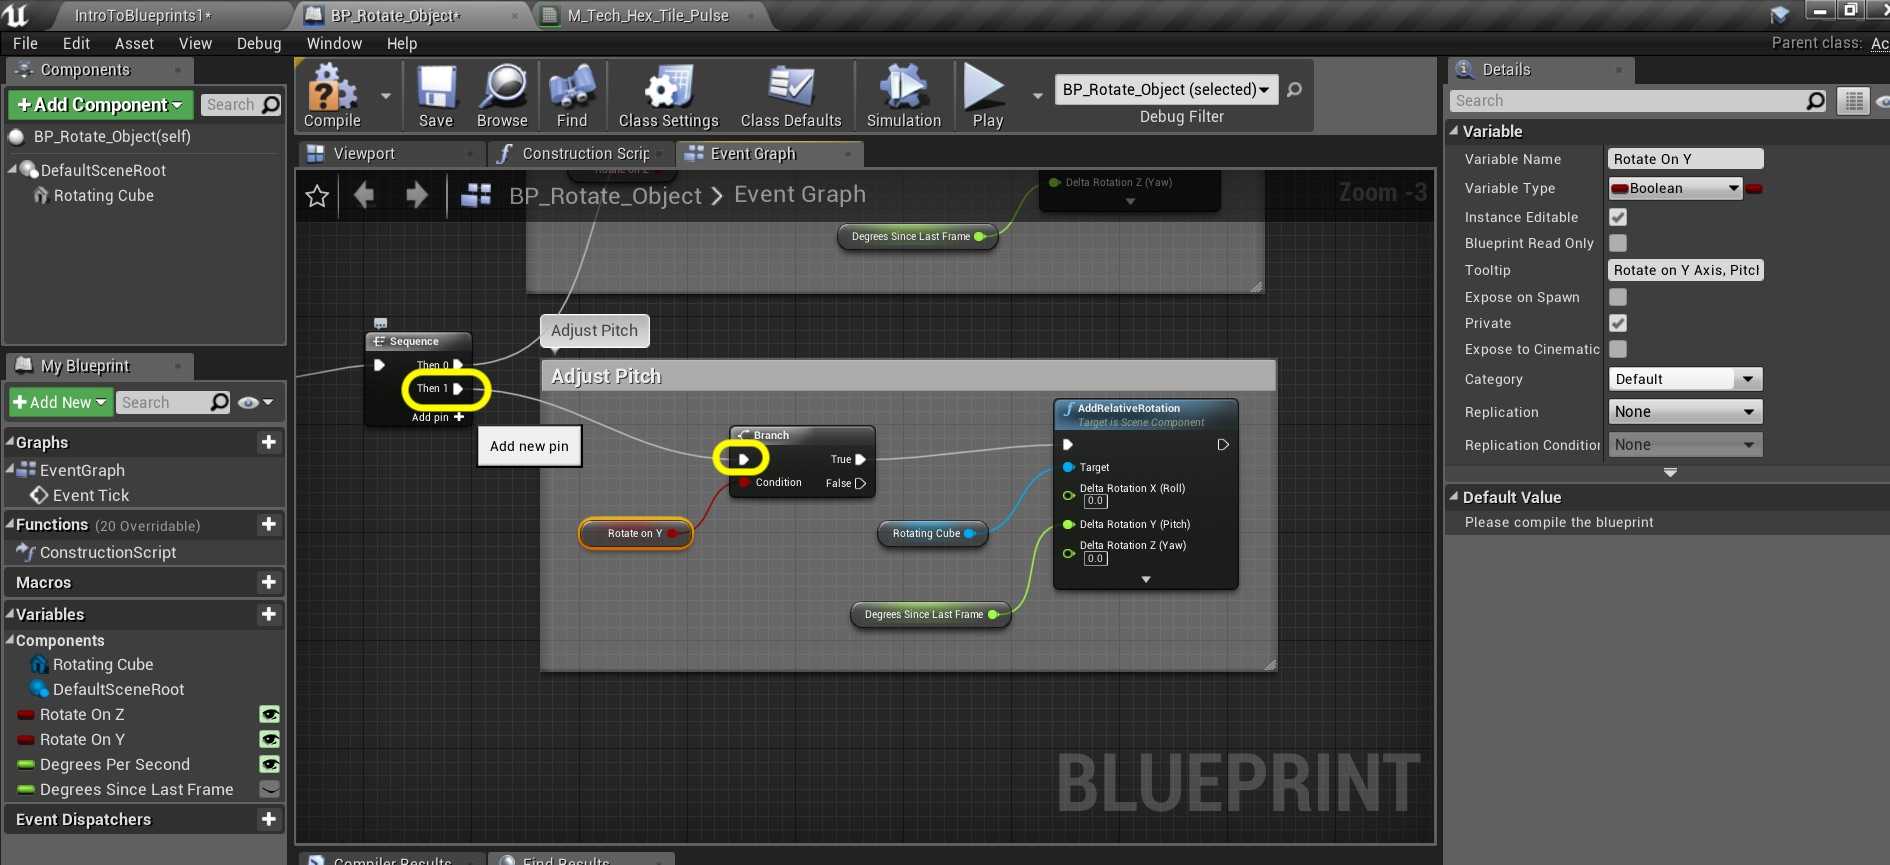 IntroToBlueprints1*
BP_Rotate_Object*
M_Tech_Hex_Tile_Pulse
File Edit Asset View Debug Window Help
Parent class: Ac
Components
+Add Component
Search
BP_Rotate_Object(self)
DefaultSceneRoot
Rotating Cube
My Blueprint
+Add New
Search
Graphs
EventGraph
Event Tick
Functions (20 Overridable)
ConstructionScript
Macros
Variables
Components
Rotating Cube
DefaultSceneRoot
Rotate On Z
Rotate On Y
Degrees Per Second
Degrees Since Last Frame
Event Dispatchers
Compile
Save
Browse
Find
Class Settings
Class Defaults
Simulation
Play
BP_Rotate_Object (selected)
Debug Filter
Viewport
Construction Scrip
Event Graph
BP_Rotate_Object > Event Graph
Zoom -3
Rotate on Z
Delta Rotation Z (Yaw)
Degrees Since Last Frame
Sequence
Then 0
Then 1
Add pin +
Add new pin
Adjust Pitch
Adjust Pitch
Branch
True
Condition
False
Rotate on Y
Rotating Cube
Degrees Since Last Frame
AddRelativeRotation
Target is Scene Component
Target
Delta Rotation X (Roll)
0.0
Delta Rotation Y (Pitch)
Delta Rotation Z (Yaw)
0.0
BLUEPRINT
Compiler Results
Find Results
Details
Search
Variable
Variable Name Rotate On Y
Variable Type Boolean
Instance Editable
Blueprint Read Only
Tooltip Rotate on Y Axis, Pitcl
Expose on Spawn
Private
Expose to Cinematic
Category Default
Replication None
Replication Condition None
Default Value
Please compile the blueprint